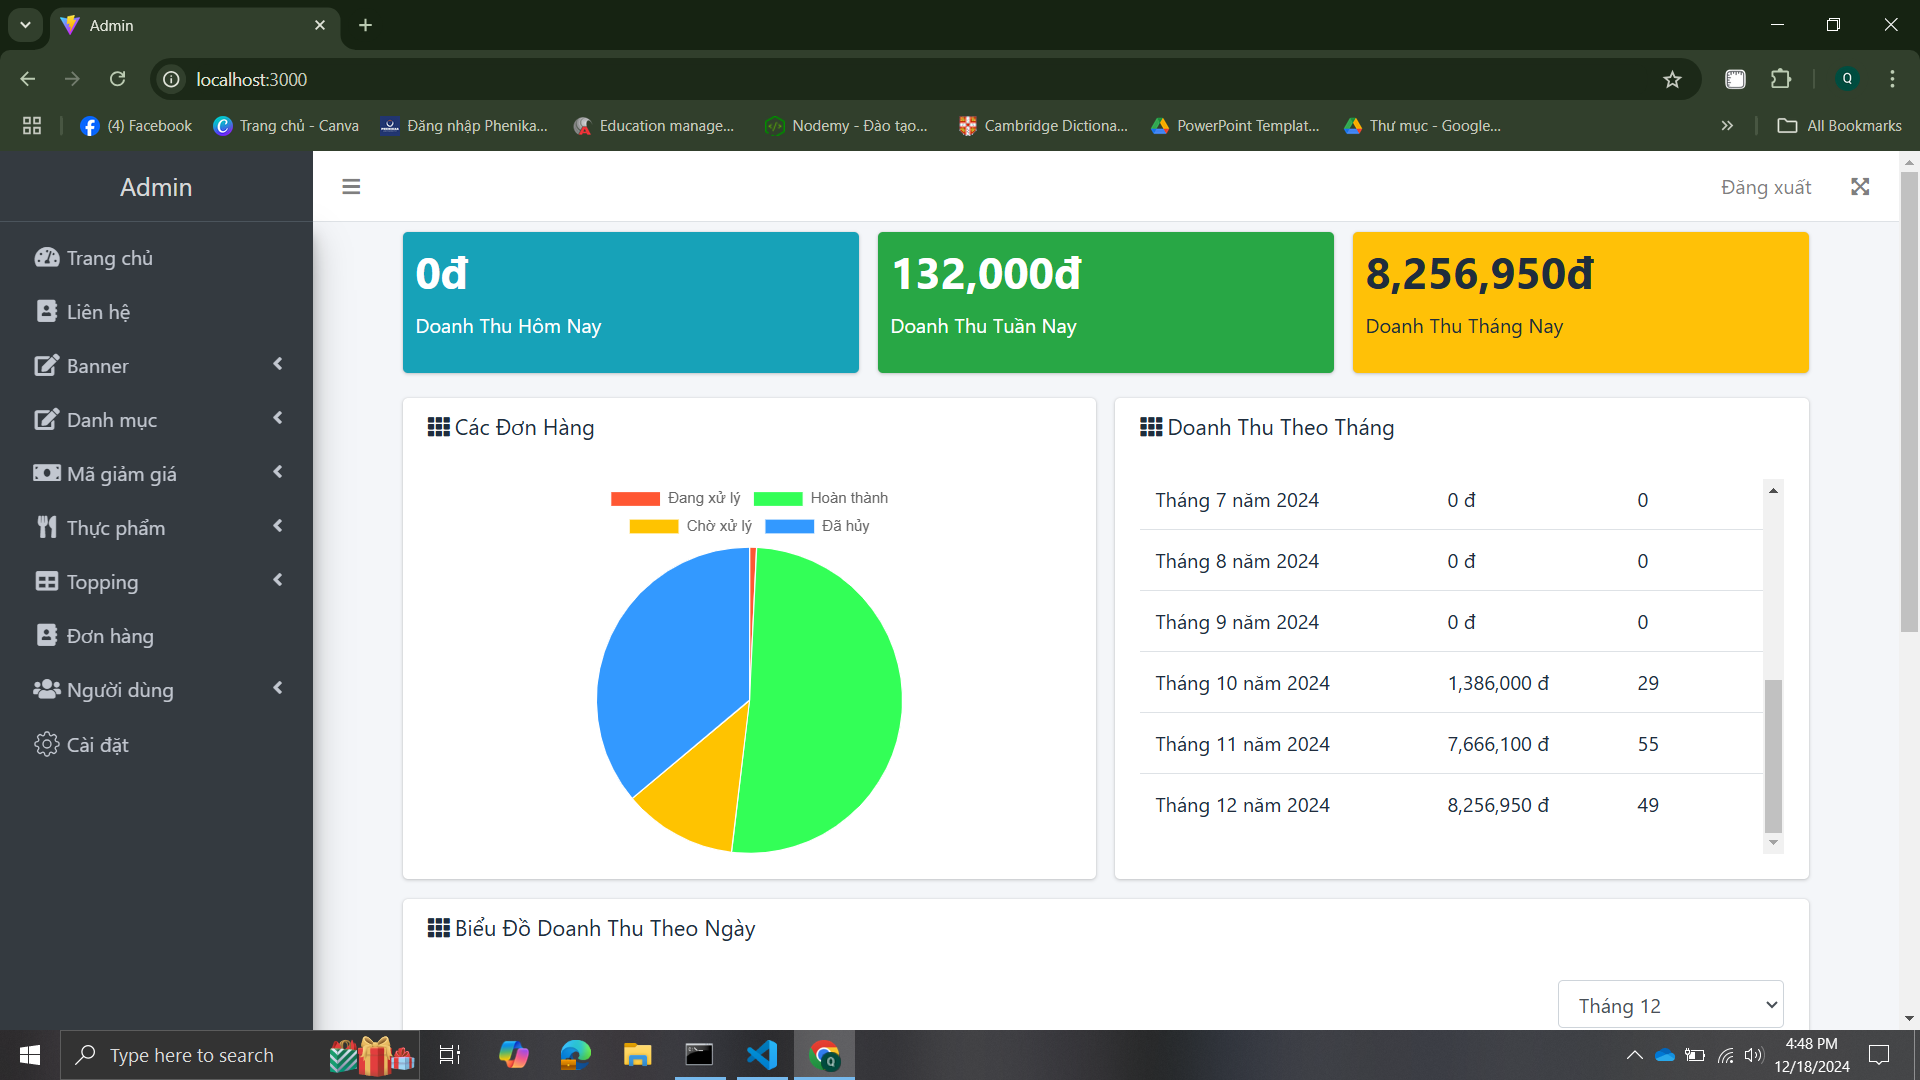 Admin
localhost:3000
(4) Facebook
Trang chủ - Canva
Đăng nhập Phenika...
Education manage...
Nodemy - Đào tạo...
Cambridge Dictiona...
PowerPoint Templat...
Thư mục - Google...
All Bookmarks
Q
Admin
Đăng xuất
Trang chủ
Liên hệ
Banner
Danh mục
Mã giảm giá
Thực phẩm
Topping
Đơn hàng
Người dùng
Cài đặt
0đ
Doanh Thu Hôm Nay
132,000đ
Doanh Thu Tuần Nay
8,256,950đ
Doanh Thu Tháng Nay
Các Đơn Hàng
Đang xử lý
Hoàn thành
Chờ xử lý
Đã hủy
Doanh Thu Theo Tháng
Tháng 7 năm 2024 0 đ 0
Tháng 8 năm 2024 0 đ 0
Tháng 9 năm 2024 0 đ 0
Tháng 10 năm 2024 1,386,000 đ 29
Tháng 11 năm 2024 7,666,100 đ 55
Tháng 12 năm 2024 8,256,950 đ 49
Biểu Đồ Doanh Thu Theo Ngày
Tháng 12
Type here to search
Q
4:48 PM
12/18/2024